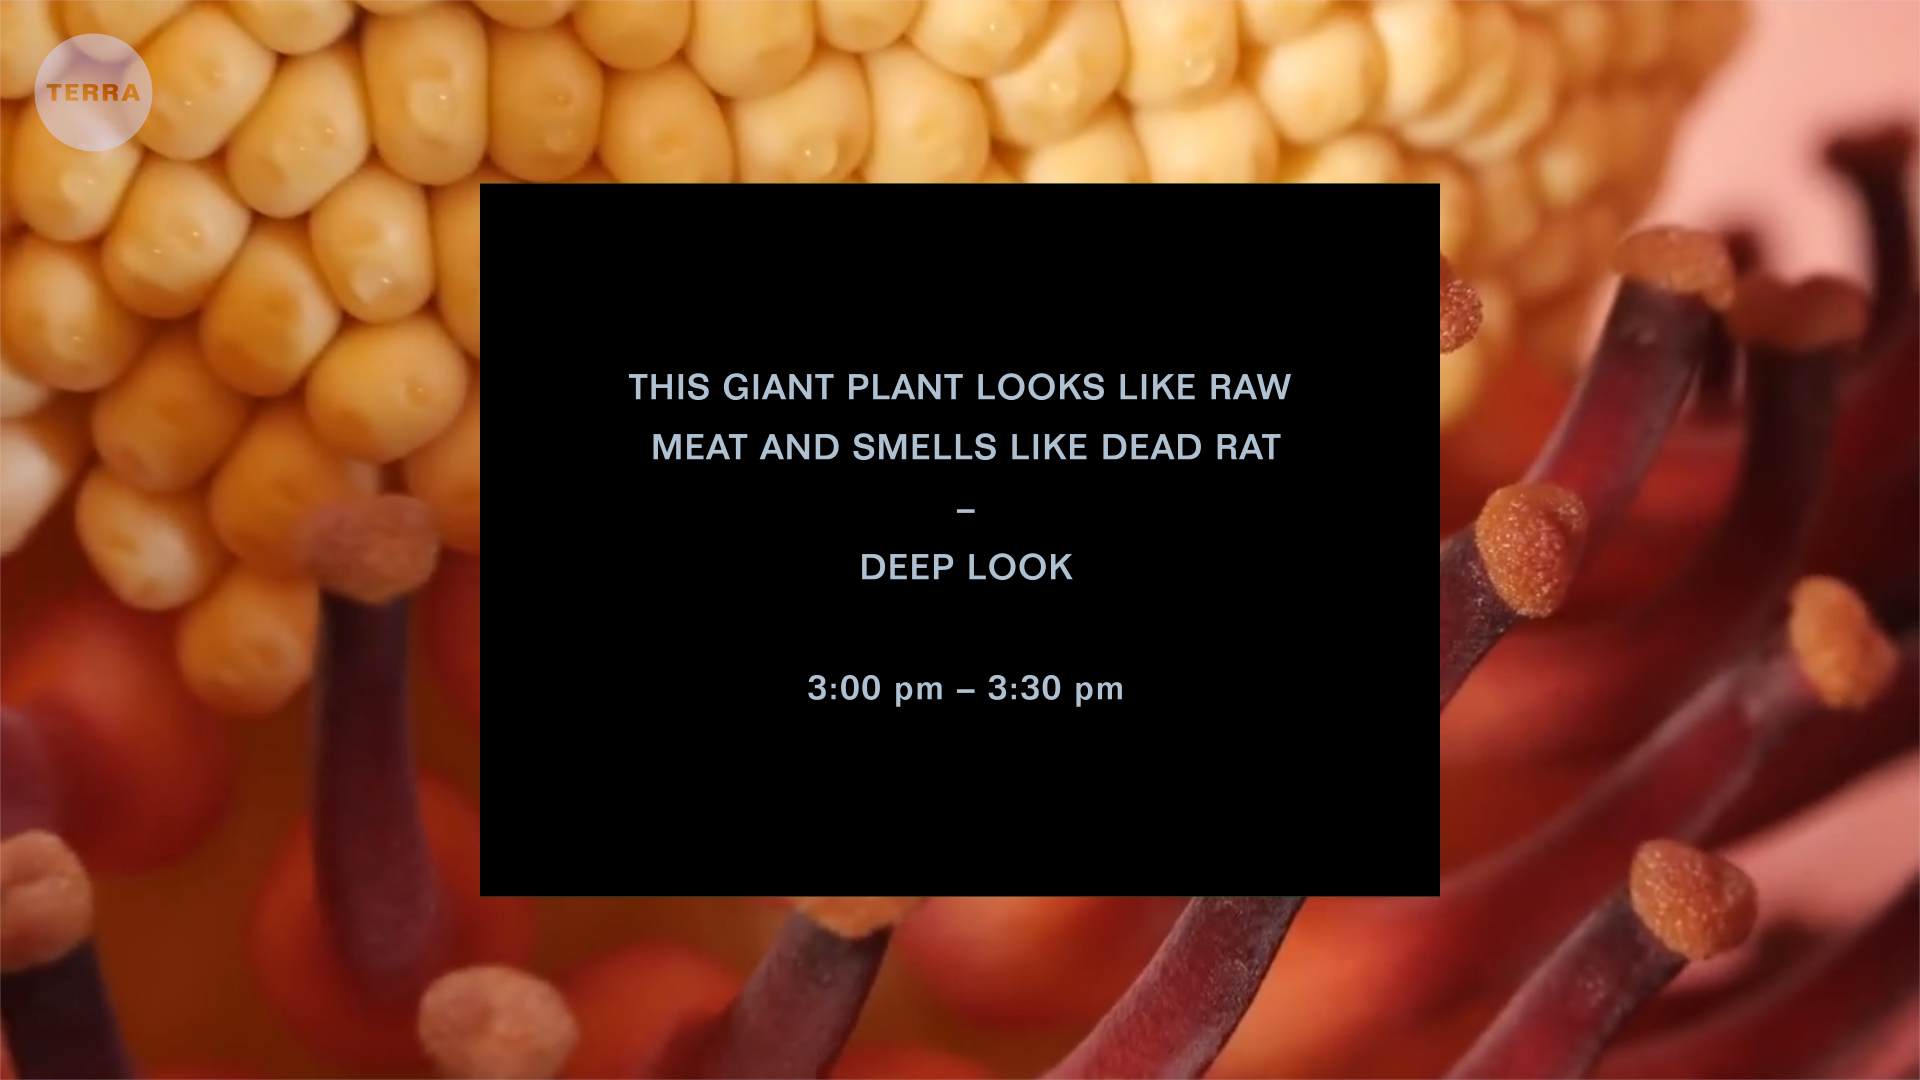 TERRA
THIS GIANT PLANT LOOKS LIKE RAW
MEAT AND SMELLS LIKE DEAD RAT
–
DEEP LOOK
3:00 pm – 3:30 pm